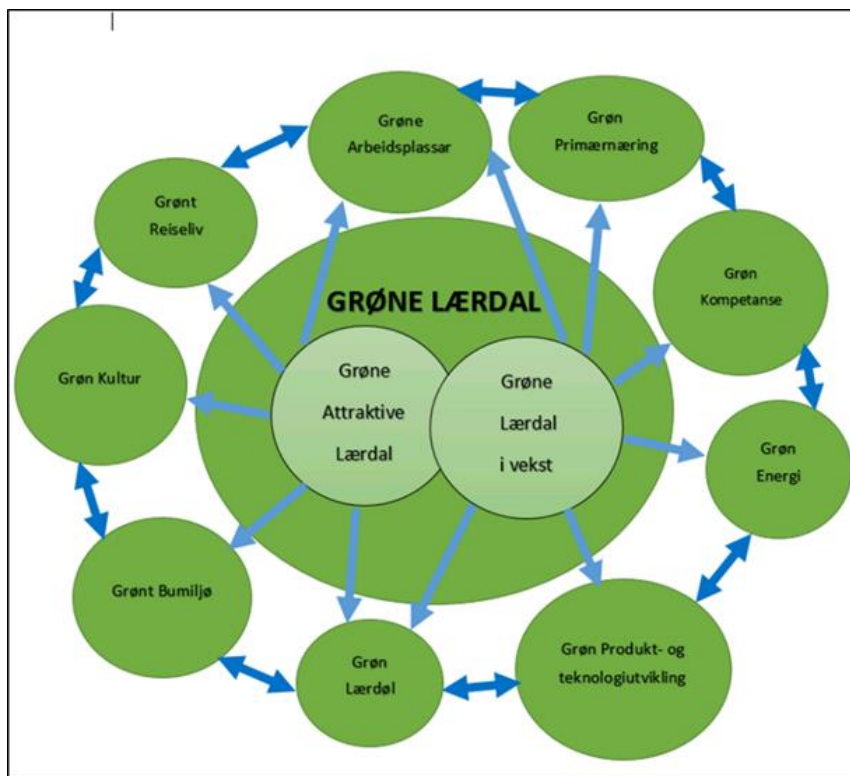 Grøne
Arbeidsplassar
Grøn
Primærnæring
Grønt
Reiseliv
Grøn
Kompetanse
GRØNE LÆRDAL
Grøn Kultur
Grøne
Attraktive
Lærdal
Grøne
Lærdal
i vekst
Grøn
Energi
Grønt Bumiljø
Grøn
Lærdøl
Grøn Produkt- og
teknologiutvikling